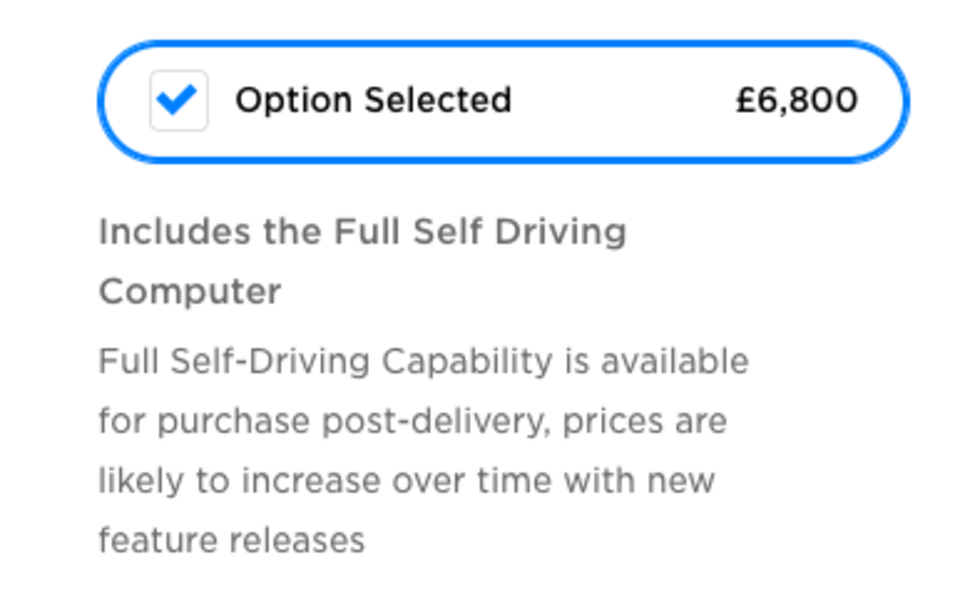 Option Selected £6,800
Includes the Full Self Driving
Computer
Full Self-Driving Capability is available
for purchase post-delivery, prices are
likely to increase over time with new
feature releases